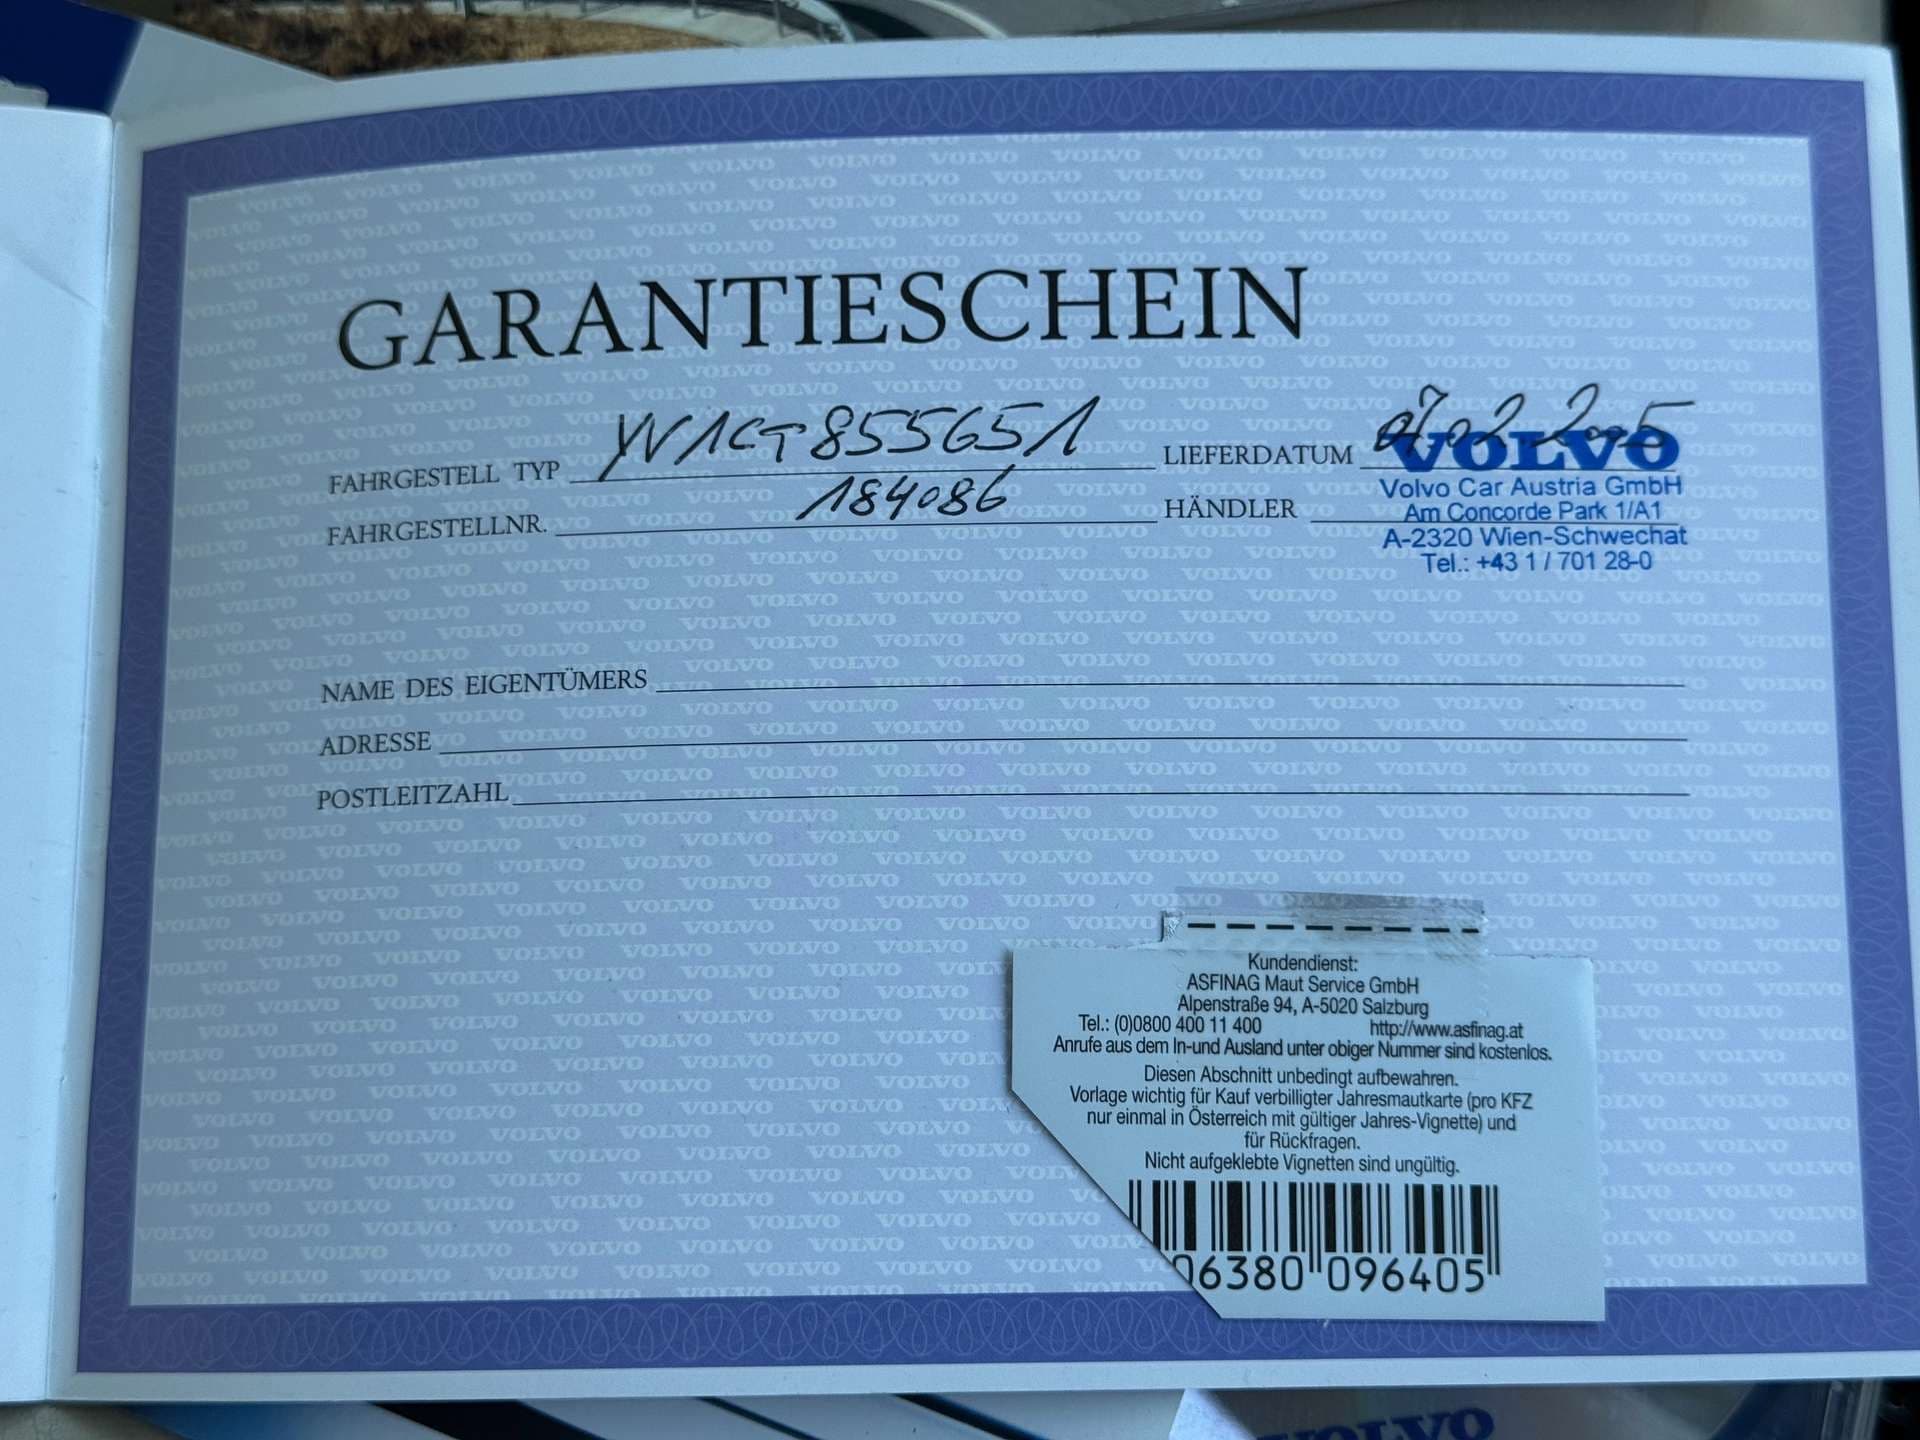 GARANTIESCHEIN
FAHRGESTELL TYP YV1CT855651
FAHRGESTELLNR. 184086
LIEFERDATUM 07.02.2005
HÄNDLER
VOLVO
Volvo Car Austria GmbH
Am Concorde Park 1/A1
A-2320 Wien-Schwechat
Tel.: +43 1 / 701 28-0
NAME DES EIGENTÜMERS
ADRESSE
POSTLEITZAHL
Kundendienst:
ASFINAG Maut Service GmbH
Alpenstraße 94, A-5020 Salzburg
Tel.: (0)0800 400 11 400 http://www.asfinag.at
Anrufe aus dem In-und Ausland unter obiger Nummer sind kostenlos.
Diesen Abschnitt unbedingt aufbewahren.
Vorlage wichtig für Kauf verbilligter Jahresmautkarte (pro KFZ
nur einmal in Österreich mit gültiger Jahres-Vignette) und
für Rückfragen.
Nicht aufgeklebte Vignetten sind ungültig.
06380 096405
VOLVO